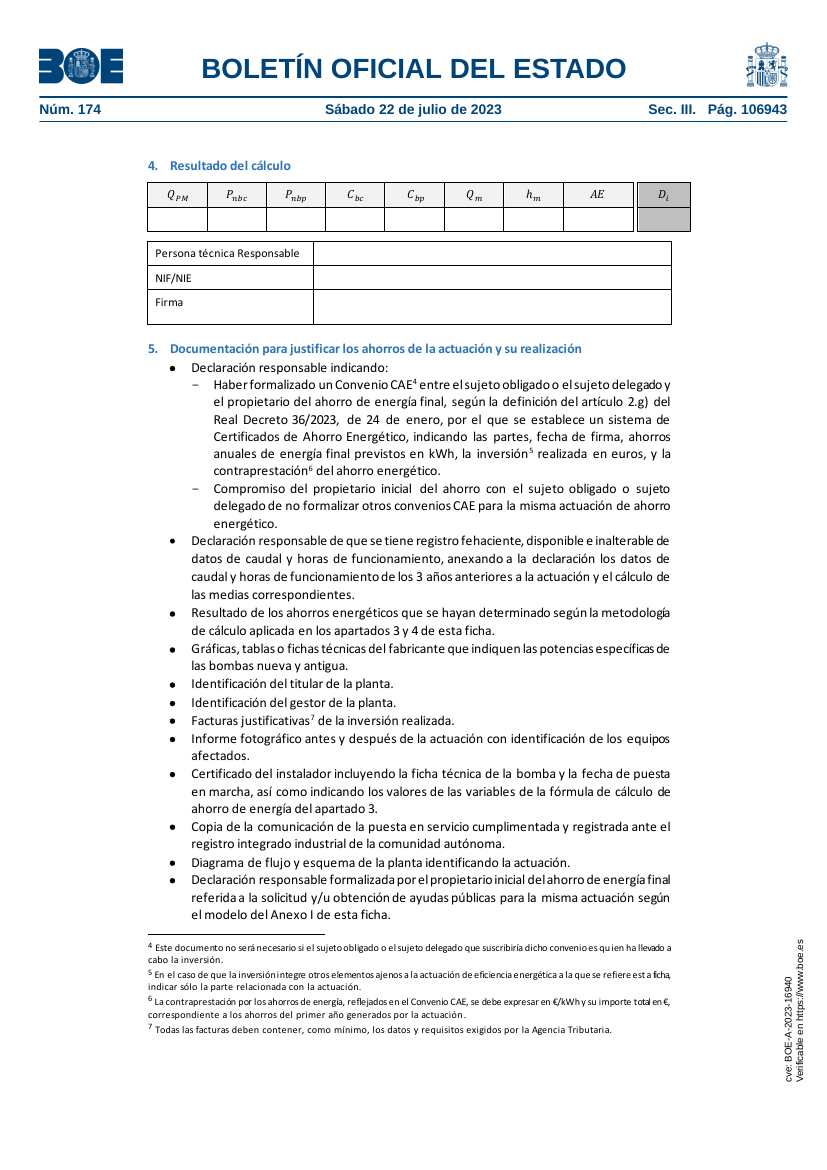 BOE
BOLETÍN OFICIAL DEL ESTADO
Núm. 174
Sábado 22 de julio de 2023
Sec. III. Pág. 106943
4. Resultado del cálculo
Q_PM P_nbc P_nbp C_bc C_bp Q_m h_m AE D_i
Persona técnica Responsable
NIF/NIE
Firma
5. Documentación para justificar los ahorros de la actuación y su realización
• Declaración responsable indicando:
– Haber formalizado un Convenio CAE⁴ entre el sujeto obligado o el sujeto delegado y
el propietario del ahorro de energía final, según la definición del artículo 2.g) del
Real Decreto 36/2023, de 24 de enero, por el que se establece un sistema de
Certificados de Ahorro Energético, indicando las partes, fecha de firma, ahorros
anuales de energía final previstos en kWh, la inversión⁵ realizada en euros, y la
contraprestación⁶ del ahorro energético.
– Compromiso del propietario inicial del ahorro con el sujeto obligado o sujeto
delegado de no formalizar otros convenios CAE para la misma actuación de ahorro
energético.
• Declaración responsable de que se tiene registro fehaciente, disponible e inalterable de
datos de caudal y horas de funcionamiento, anexando a la declaración los datos de
caudal y horas de funcionamiento de los 3 años anteriores a la actuación y el cálculo de
las medias correspondientes.
• Resultado de los ahorros energéticos que se hayan determinado según la metodología
de cálculo aplicada en los apartados 3 y 4 de esta ficha.
• Gráficas, tablas o fichas técnicas del fabricante que indiquen las potencias específicas de
las bombas nueva y antigua.
• Identificación del titular de la planta.
• Identificación del gestor de la planta.
• Facturas justificativas⁷ de la inversión realizada.
• Informe fotográfico antes y después de la actuación con identificación de los equipos
afectados.
• Certificado del instalador incluyendo la ficha técnica de la bomba y la fecha de puesta
en marcha, así como indicando los valores de las variables de la fórmula de cálculo de
ahorro de energía del apartado 3.
• Copia de la comunicación de la puesta en servicio cumplimentada y registrada ante el
registro integrado industrial de la comunidad autónoma.
• Diagrama de flujo y esquema de la planta identificando la actuación.
• Declaración responsable formalizada por el propietario inicial del ahorro de energía final
referida a la solicitud y/u obtención de ayudas públicas para la misma actuación según
el modelo del Anexo I de esta ficha.
⁴ Este documento no será necesario si el sujeto obligado o el sujeto delegado que suscribiría dicho convenio es quien ha llevado a
cabo la inversión.
⁵ En el caso de que la inversión integre otros elementos ajenos a la actuación de eficiencia energética a la que se refiere esta ficha,
indicar sólo la parte relacionada con la actuación.
⁶ La contraprestación por los ahorros de energía, reflejados en el Convenio CAE, se debe expresar en €/kWh y su importe total en €,
correspondiente a los ahorros del primer año generados por la actuación.
⁷ Todas las facturas deben contener, como mínimo, los datos y requisitos exigidos por la Agencia Tributaria.
cve: BOE-A-2023-16940
Verificable en https://www.boe.es